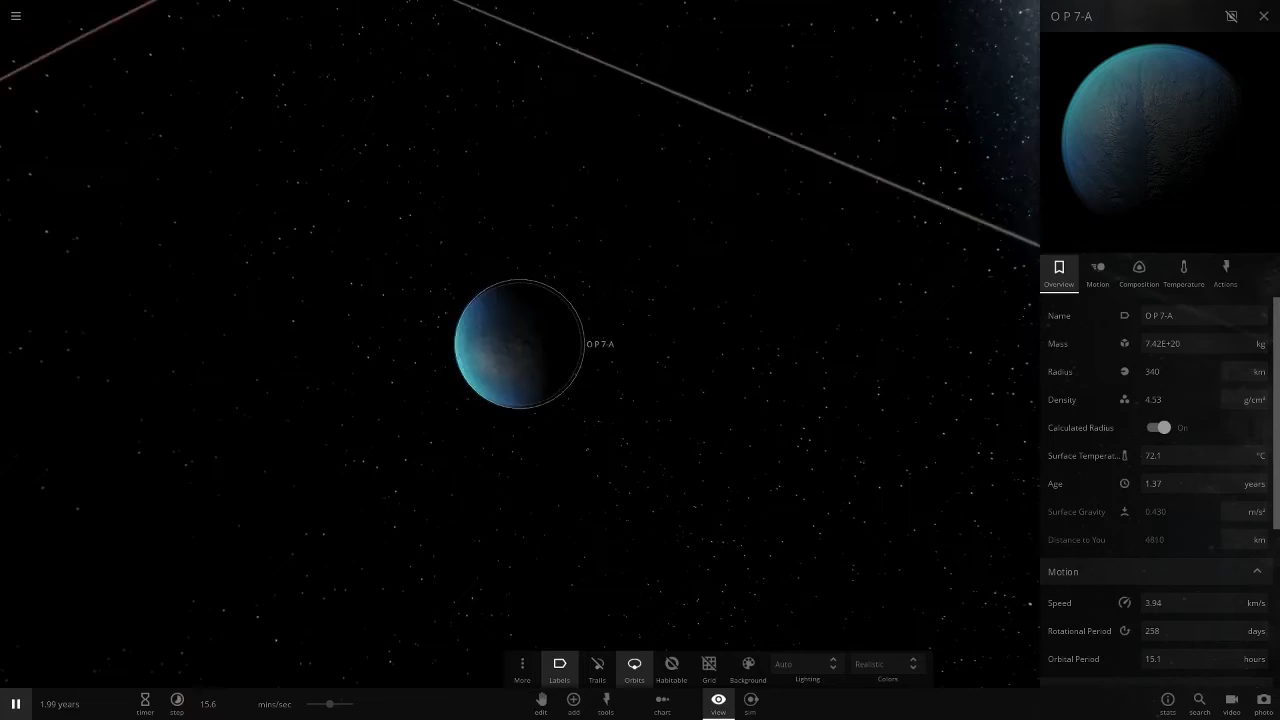 O P 7-A
O P 7-A
Overview Motion Composition Temperature Actions
Name O P 7-A
Mass 7.42E+20 kg
Radius 340 km
Density 4.53 g/cm³
Calculated Radius On
Surface Temperat... 72.1 °C
Age 1.37 years
Surface Gravity 0.430 m/s²
Distance to You 4810 km
Motion
Speed 3.94 km/s
Rotational Period 258 days
Orbital Period 15.1 hours
More Labels Trails Orbits Habitable Grid Background Auto Lighting Realistic Colors
1.99 years timer step 15.6 mins/sec edit add tools chart view sim stats search video photo